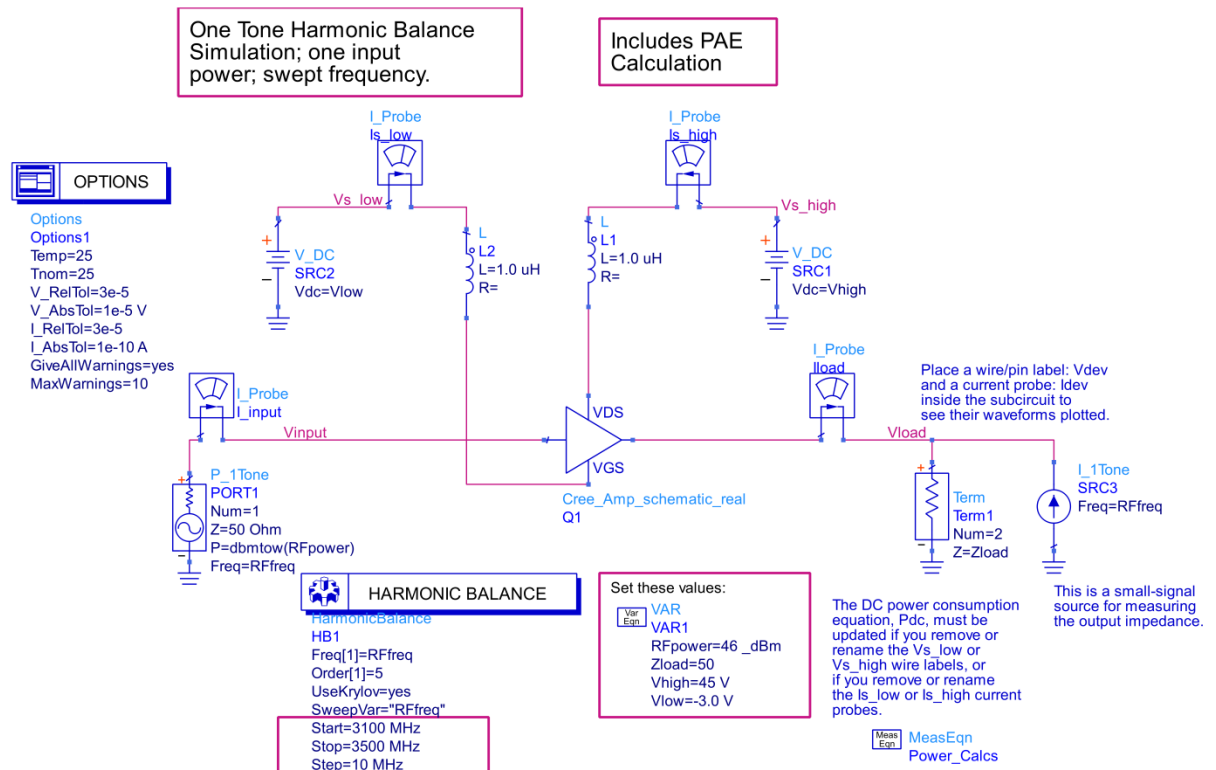 One Tone Harmonic Balance
Simulation; one input
power; swept frequency.
Includes PAE
Calculation
I_Probe
Is_low
I_Probe
Is_high
OPTIONS
Options
Options1
Temp=25
Tnom=25
V_RelTol=3e-5
V_AbsTol=1e-5 V
I_RelTol=3e-5
I_AbsTol=1e-10 A
GiveAllWarnings=yes
MaxWarnings=10
Vs_low
Vs_high
+
V_DC
SRC2
Vdc=Vlow
L
L2
L=1.0 uH
R=
L
L1
L=1.0 uH
R=
+
V_DC
SRC1
Vdc=Vhigh
I_Probe
I_input
Vinput
VDS
VGS
Cree_Amp_schematic_real
Q1
I_Probe
Iload
Vload
Place a wire/pin label: Vdev
and a current probe: Idev
inside the subcircuit to
see their waveforms plotted.
+
P_1Tone
PORT1
Num=1
Z=50 Ohm
P=dbmtow(RFpower)
Freq=RFfreq
+
Term
Term1
Num=2
Z=Zload
I_1Tone
SRC3
Freq=RFfreq
HARMONIC BALANCE
HarmonicBalance
HB1
Freq[1]=RFfreq
Order[1]=5
UseKrylov=yes
SweepVar="RFfreq"
Start=3100 MHz
Stop=3500 MHz
Step=10 MHz
Set these values:
Var
Eqn
VAR
VAR1
RFpower=46 _dBm
Zload=50
Vhigh=45 V
Vlow=-3.0 V
The DC power consumption
equation, Pdc, must be
updated if you remove or
rename the Vs_low or
Vs_high wire labels, or
if you remove or rename
the Is_low or Is_high current
probes.
This is a small-signal
source for measuring
the output impedance.
Meas
Eqn
MeasEqn
Power_Calcs